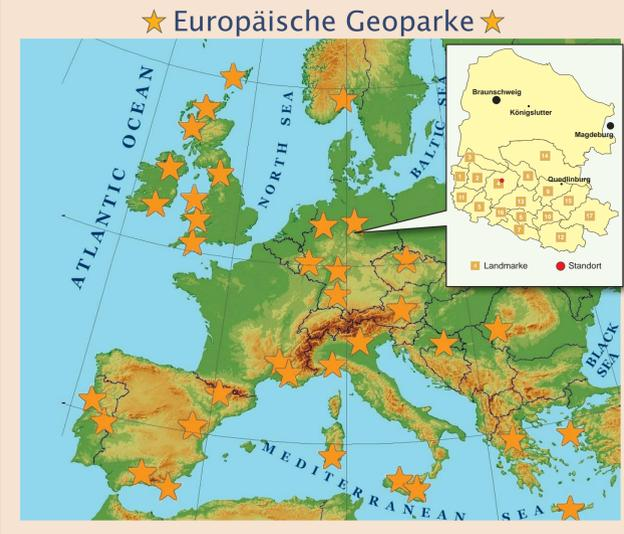 Europäische Geoparke
ATLANTIC OCEAN
NORTH SEA
BALTIC SEA
BLACK
SEA
MEDITERRANEAN SEA
Braunschweig
Königslutter
Magdeburg
Quedlinburg
Landmarke
Standort